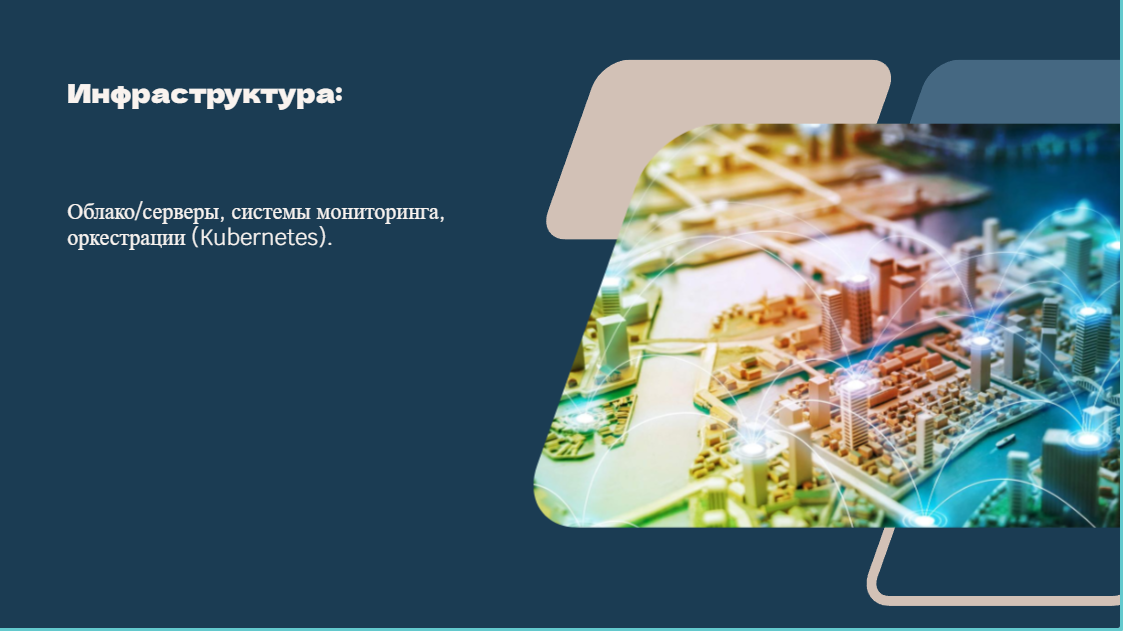 Инфраструктура:
Облако/серверы, системы мониторинга,
оркестрации (Kubernetes).